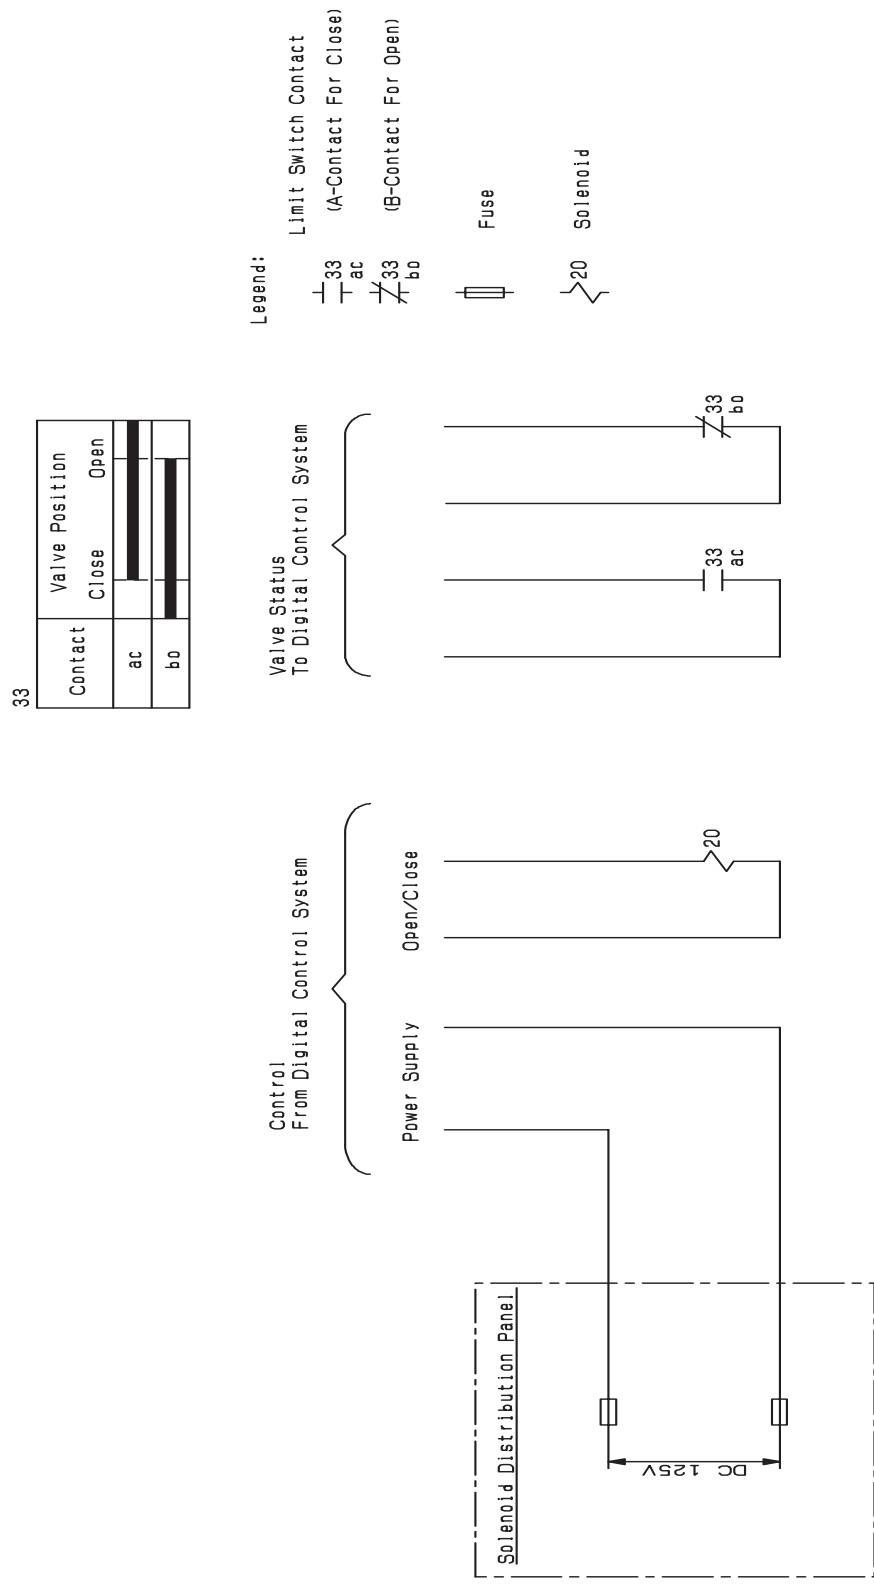 33
Contact
Valve Position
Close
Open
ac
bo
Legend:
Limit Switch Contact
33
ac
(A-Contact For Close)
33
bo
(B-Contact For Open)
Fuse
20
Solenoid
Control
From Digital Control System
Power Supply
Open/Close
Valve Status
To Digital Control System
20
33
ac
33
bo
Solenoid Distribution Panel
DC 125V